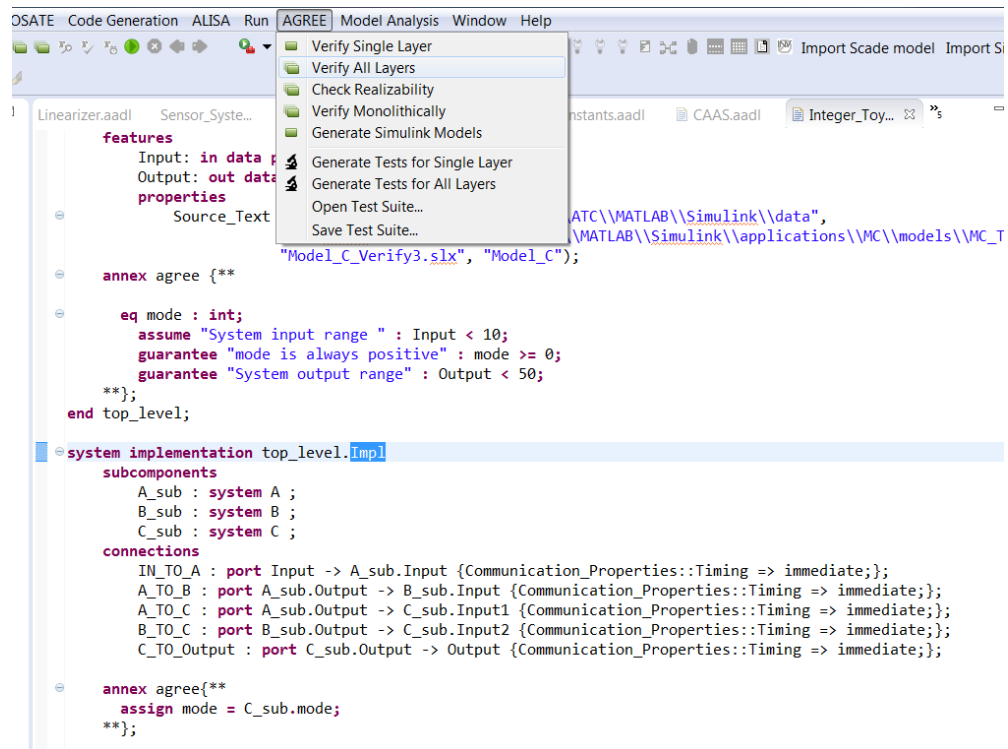 OSATE Code Generation ALISA Run AGREE Model Analysis Window Help
Import Scade model Import Si
Verify Single Layer
Verify All Layers
Check Realizability
Verify Monolithically
Generate Simulink Models
Generate Tests for Single Layer
Generate Tests for All Layers
Open Test Suite...
Save Test Suite...
Linearizer.aadl Sensor_Syste... nstants.aadl CAAS.aadl Integer_Toy... »5
features
Input: in data p
Output: out data
properties
Source_Text \ATC\\MATLAB\\Simulink\\data",
\\MATLAB\\Simulink\\applications\\MC\\models\\MC_T
"Model_C_Verify3.slx", "Model_C");
annex agree {**
eq mode : int;
assume "System input range " : Input < 10;
guarantee "mode is always positive" : mode >= 0;
guarantee "System output range" : Output < 50;
**};
end top_level;
system implementation top_level.Impl
subcomponents
A_sub : system A ;
B_sub : system B ;
C_sub : system C ;
connections
IN_TO_A : port Input -> A_sub.Input {Communication_Properties::Timing => immediate;};
A_TO_B : port A_sub.Output -> B_sub.Input {Communication_Properties::Timing => immediate;};
A_TO_C : port A_sub.Output -> C_sub.Input1 {Communication_Properties::Timing => immediate;};
B_TO_C : port B_sub.Output -> C_sub.Input2 {Communication_Properties::Timing => immediate;};
C_TO_Output : port C_sub.Output -> Output {Communication_Properties::Timing => immediate;};
annex agree{**
assign mode = C_sub.mode;
**};